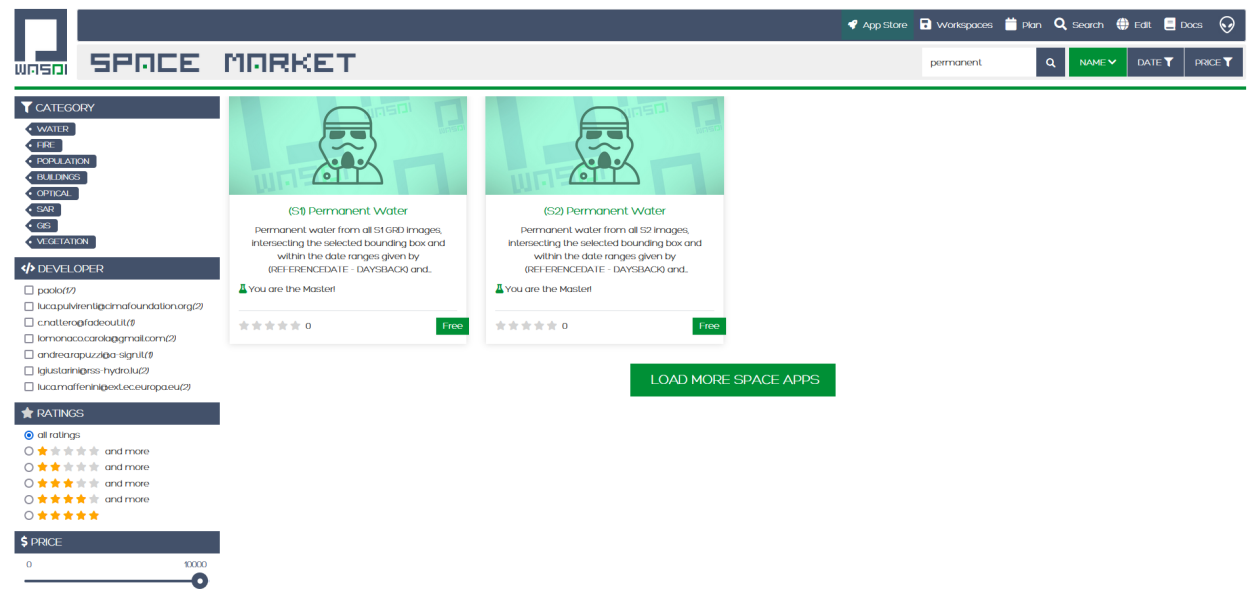 WASDI
App Store Workspaces Plan Search Edit Docs
SPACE MARKET
permanent
NAME DATE PRICE
CATEGORY
WATER
FIRE
POPULATION
BUILDINGS
OPTICAL
SAR
GIS
VEGETATION
</> DEVELOPER
paolo(17)
luca.pulvirenti@cimafoundation.org(2)
c.nattero@fadeout.it(1)
lomonaco.carola@gmail.com(2)
andrea.rapuzzi@a-sign.it(1)
lgiustarini@rss-hydro.lu(2)
luca.maffenini@ext.ec.europa.eu(2)
RATINGS
all ratings
and more
and more
and more
and more
$ PRICE
0 10000
WASDI
(S1) Permanent Water
Permanent water from all S1 GRD images,
intersecting the selected bounding box and
within the date ranges given by
(REFERENCEDATE - DAYSBACK) and...
You are the Master!
0 Free
WASDI
(S2) Permanent Water
Permanent water from all S2 images,
intersecting the selected bounding box and
within the date ranges given by
(REFERENCEDATE - DAYSBACK) and...
You are the Master!
0 Free
LOAD MORE SPACE APPS